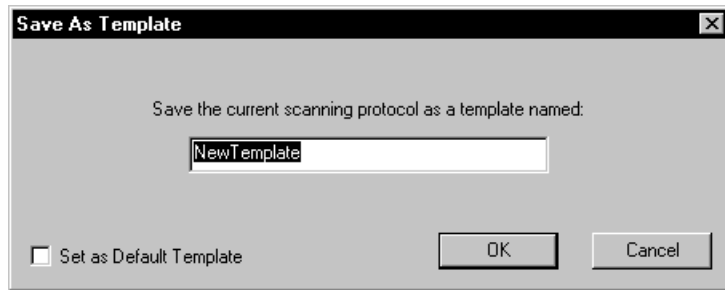 Save As Template
Save the current scanning protocol as a template named:
NewTemplate
Set as Default Template
OK
Cancel